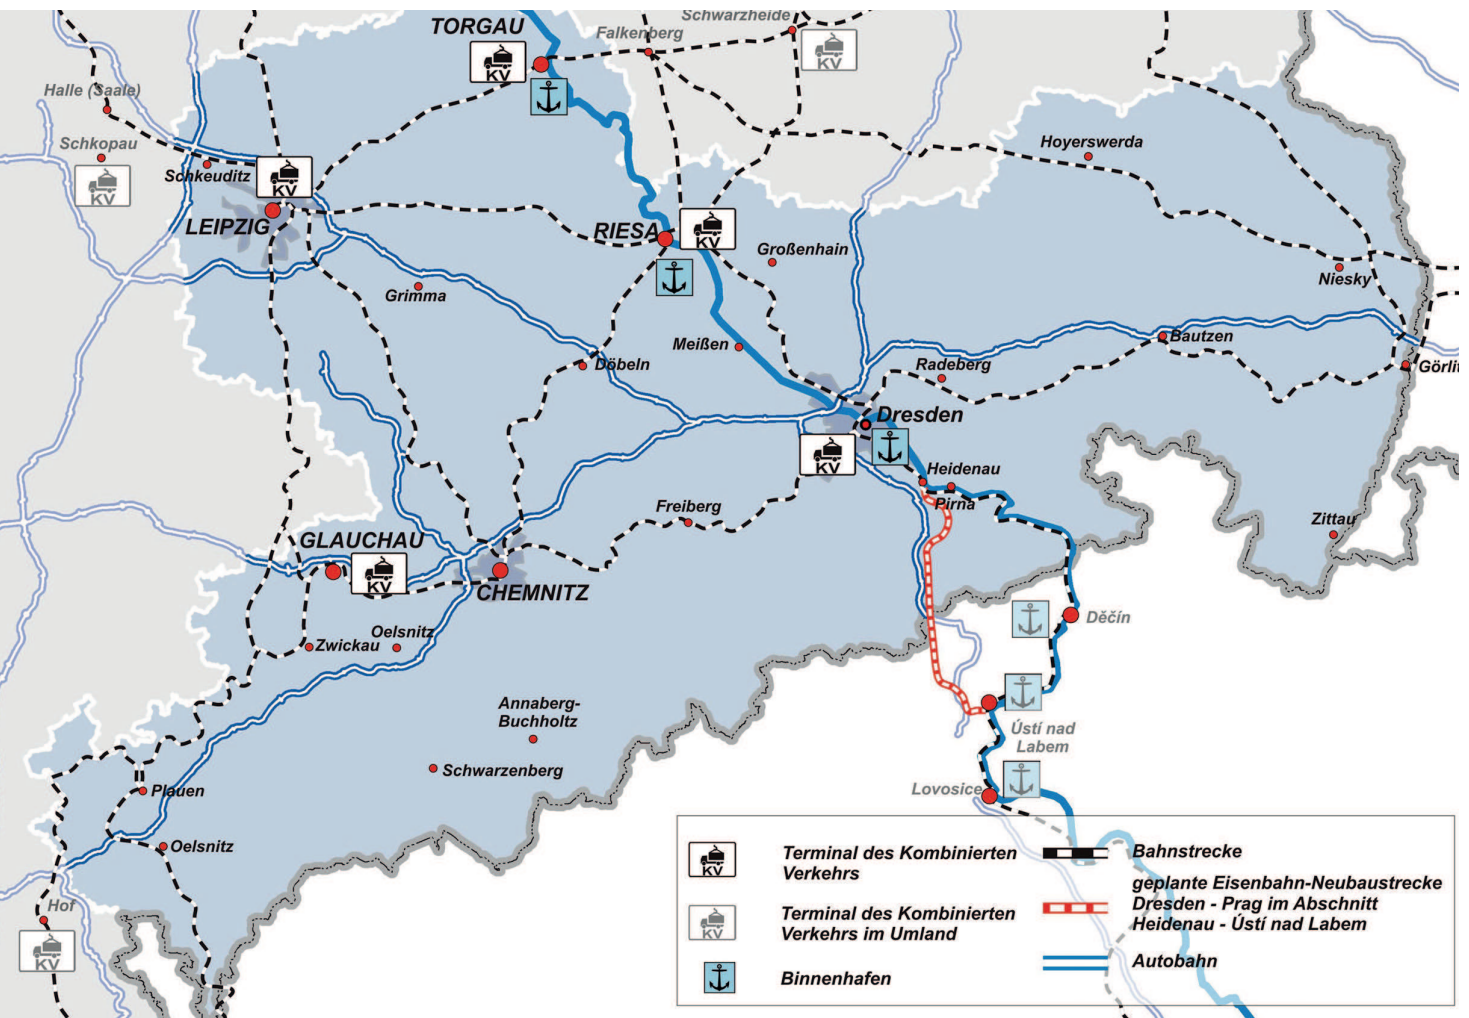 TORGAU
Schwarzheide
Falkenberg
KV
KV
Halle (Saale)
Schkopau
KV
Schkeuditz
KV
LEIPZIG
Hoyerswerda
RIESA
KV
Großenhain
Niesky
Grimma
Meißen
Döbeln
Radeberg
Bautzen
Görlit
Dresden
KV
Heidenau
Pirna
Freiberg
Zittau
GLAUCHAU
KV
CHEMNITZ
Děčín
Oelsnitz
Zwickau
Annaberg-
Buchholtz
Ústí nad
Labem
Schwarzenberg
Lovosice
Plauen
Oelsnitz
Hof
KV
KV
Terminal des Kombinierten
Verkehrs
KV
Terminal des Kombinierten
Verkehrs im Umland
Binnenhafen
Bahnstrecke
geplante Eisenbahn-Neubaustrecke
Dresden - Prag im Abschnitt
Heidenau - Ústí nad Labem
Autobahn